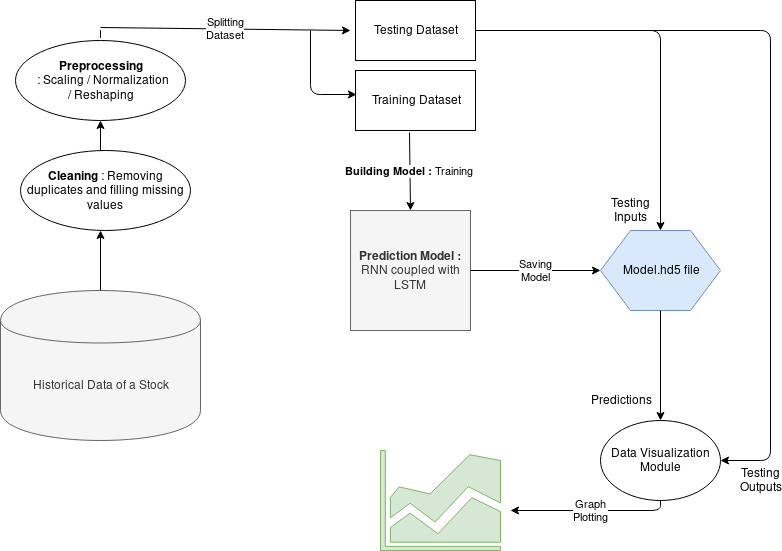 Splitting
Dataset
Testing Dataset
Preprocessing
: Scaling / Normalization
/ Reshaping
Training Dataset
Building Model : Training
Cleaning : Removing
duplicates and filling missing
values
Testing
Inputs
Prediction Model :
RNN coupled with
LSTM
Saving
Model
Model.hd5 file
Historical Data of a Stock
Predictions
Data Visualization
Module
Testing
Outputs
Graph
Plotting